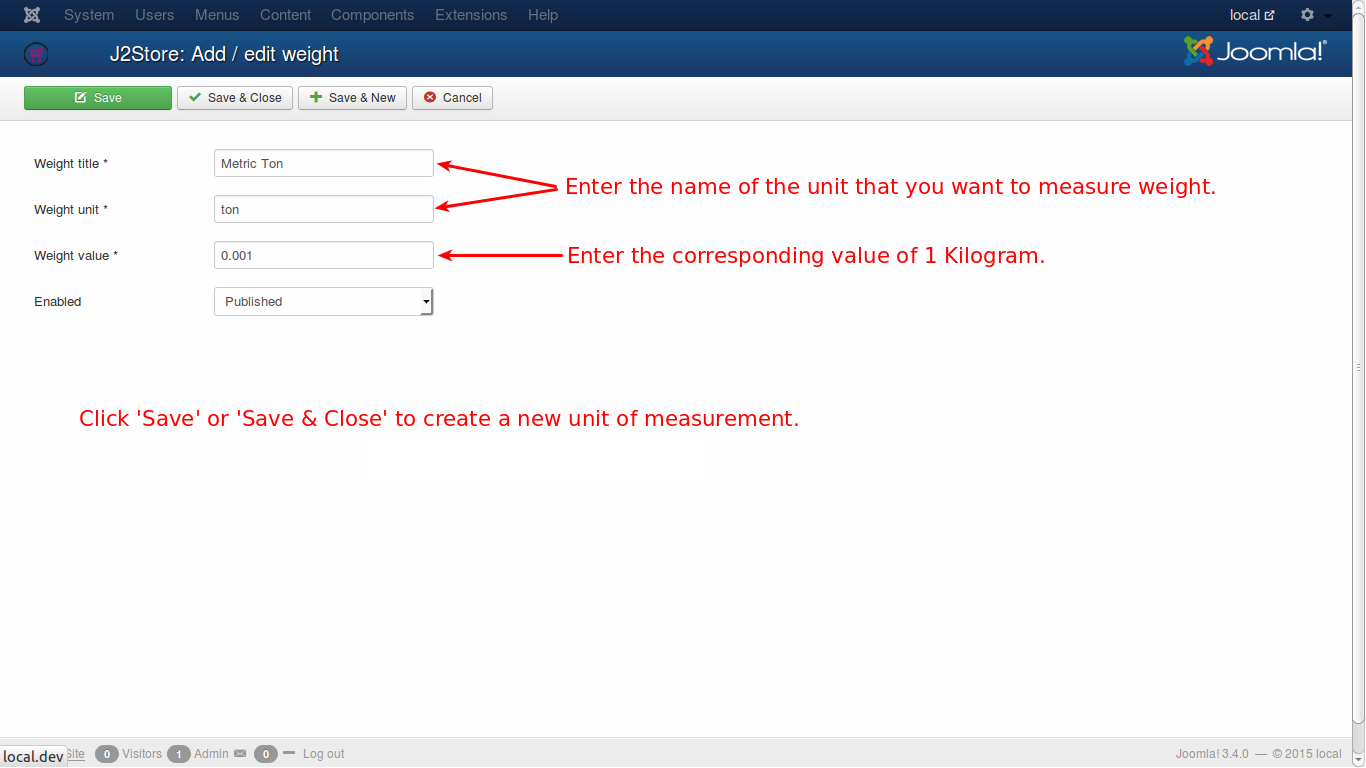 System Users Menus Content Components Extensions Help local
J2Store: Add / edit weight Joomla!®
Save Save & Close Save & New Cancel
Weight title * Metric Ton
Enter the name of the unit that you want to measure weight.
Weight unit * ton
Weight value * 0.001 Enter the corresponding value of 1 Kilogram.
Enabled Published
Click 'Save' or 'Save & Close' to create a new unit of measurement.
local.dev Site 0 Visitors 1 Admin 0 Log out Joomla! 3.4.0 — © 2015 local